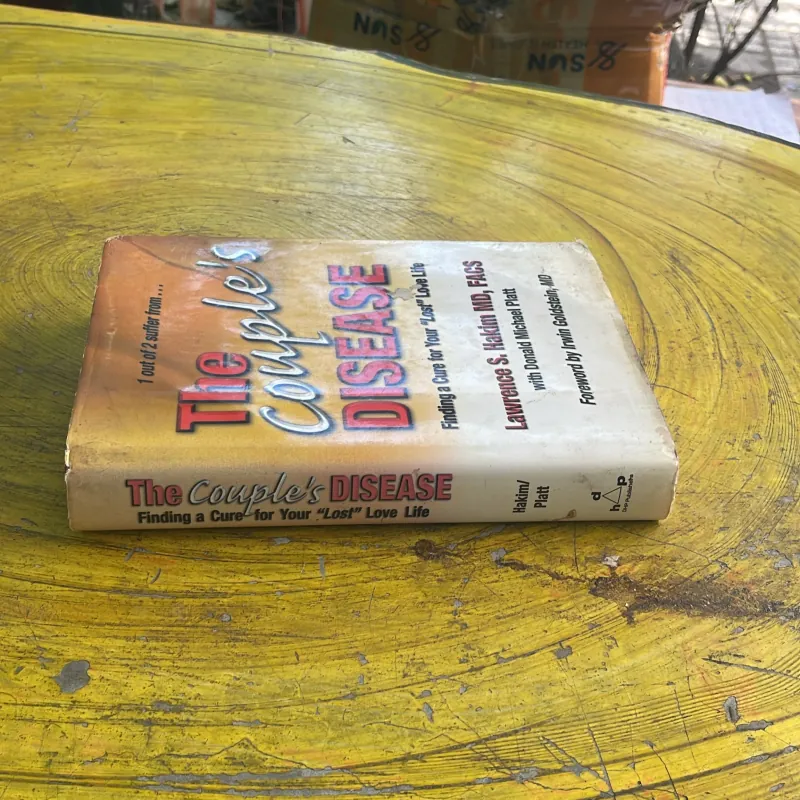 1 out of 2 suffer from...
The
Couple's
DISEASE
Finding a Cure for Your "Lost" Love Life
Lawrence S. Hakim MD, FACS
with Donald Michael Platt
Foreword by Irwin Goldstein, MD
The Couple's DISEASE
Finding a Cure for Your "Lost" Love Life
Hakim/
Platt
d
h p
DHP Publishers
SUN
SUN